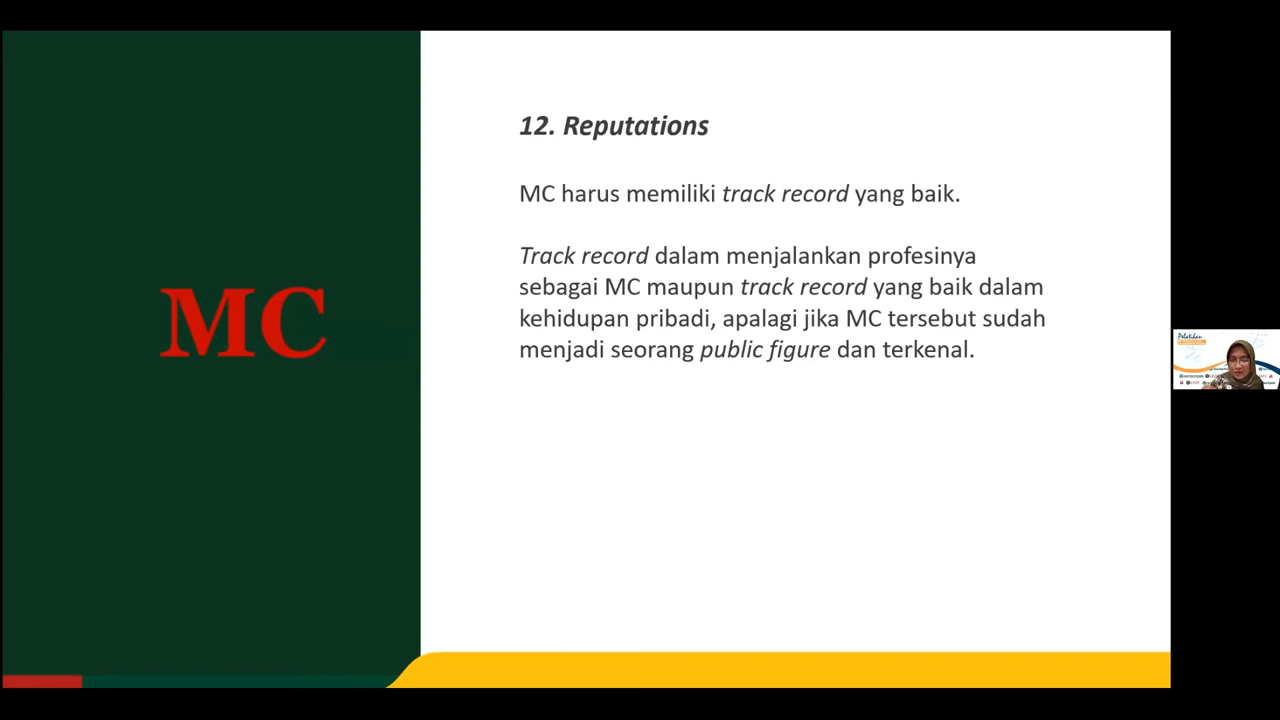 MC
12. Reputations
MC harus memiliki track record yang baik.
Track record dalam menjalankan profesinya
sebagai MC maupun track record yang baik dalam
kehidupan pribadi, apalagi jika MC tersebut sudah
menjadi seorang public figure dan terkenal.
Pelatihan